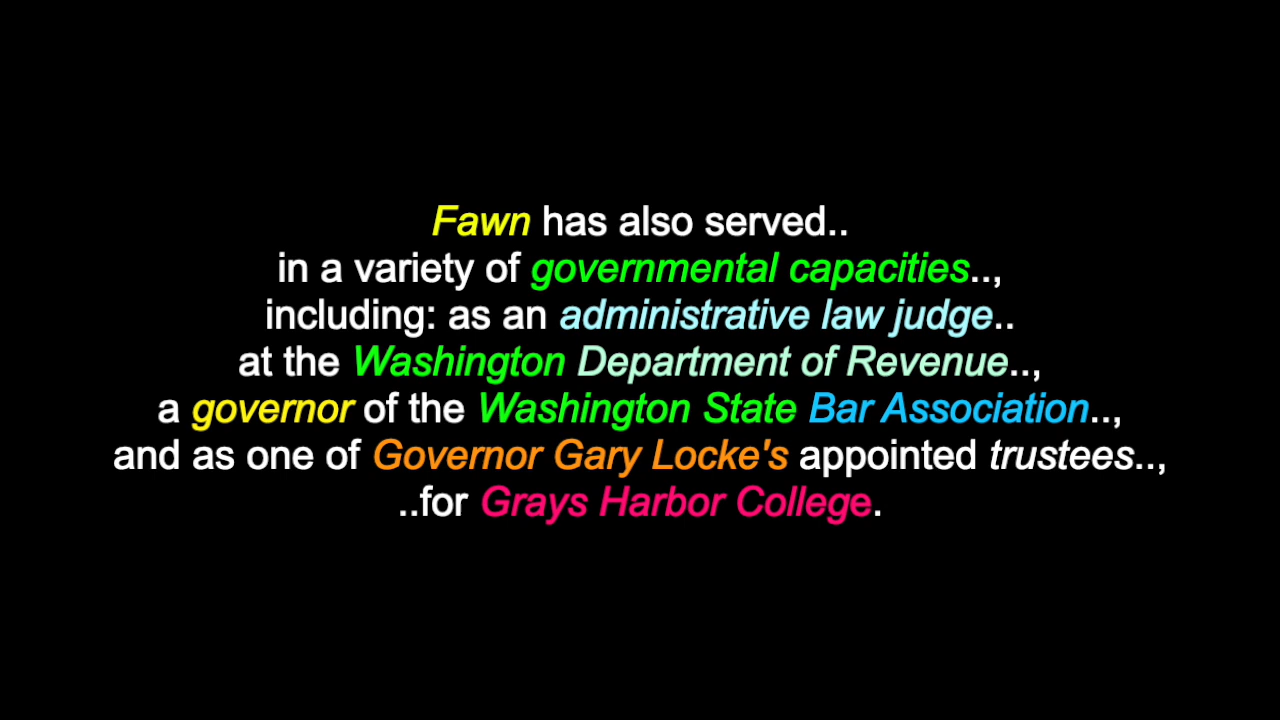 Fawn has also served..
in a variety of governmental capacities..,
including: as an administrative law judge..
at the Washington Department of Revenue..,
a governor of the Washington State Bar Association..,
and as one of Governor Gary Locke's appointed trustees..,
..for Grays Harbor College.